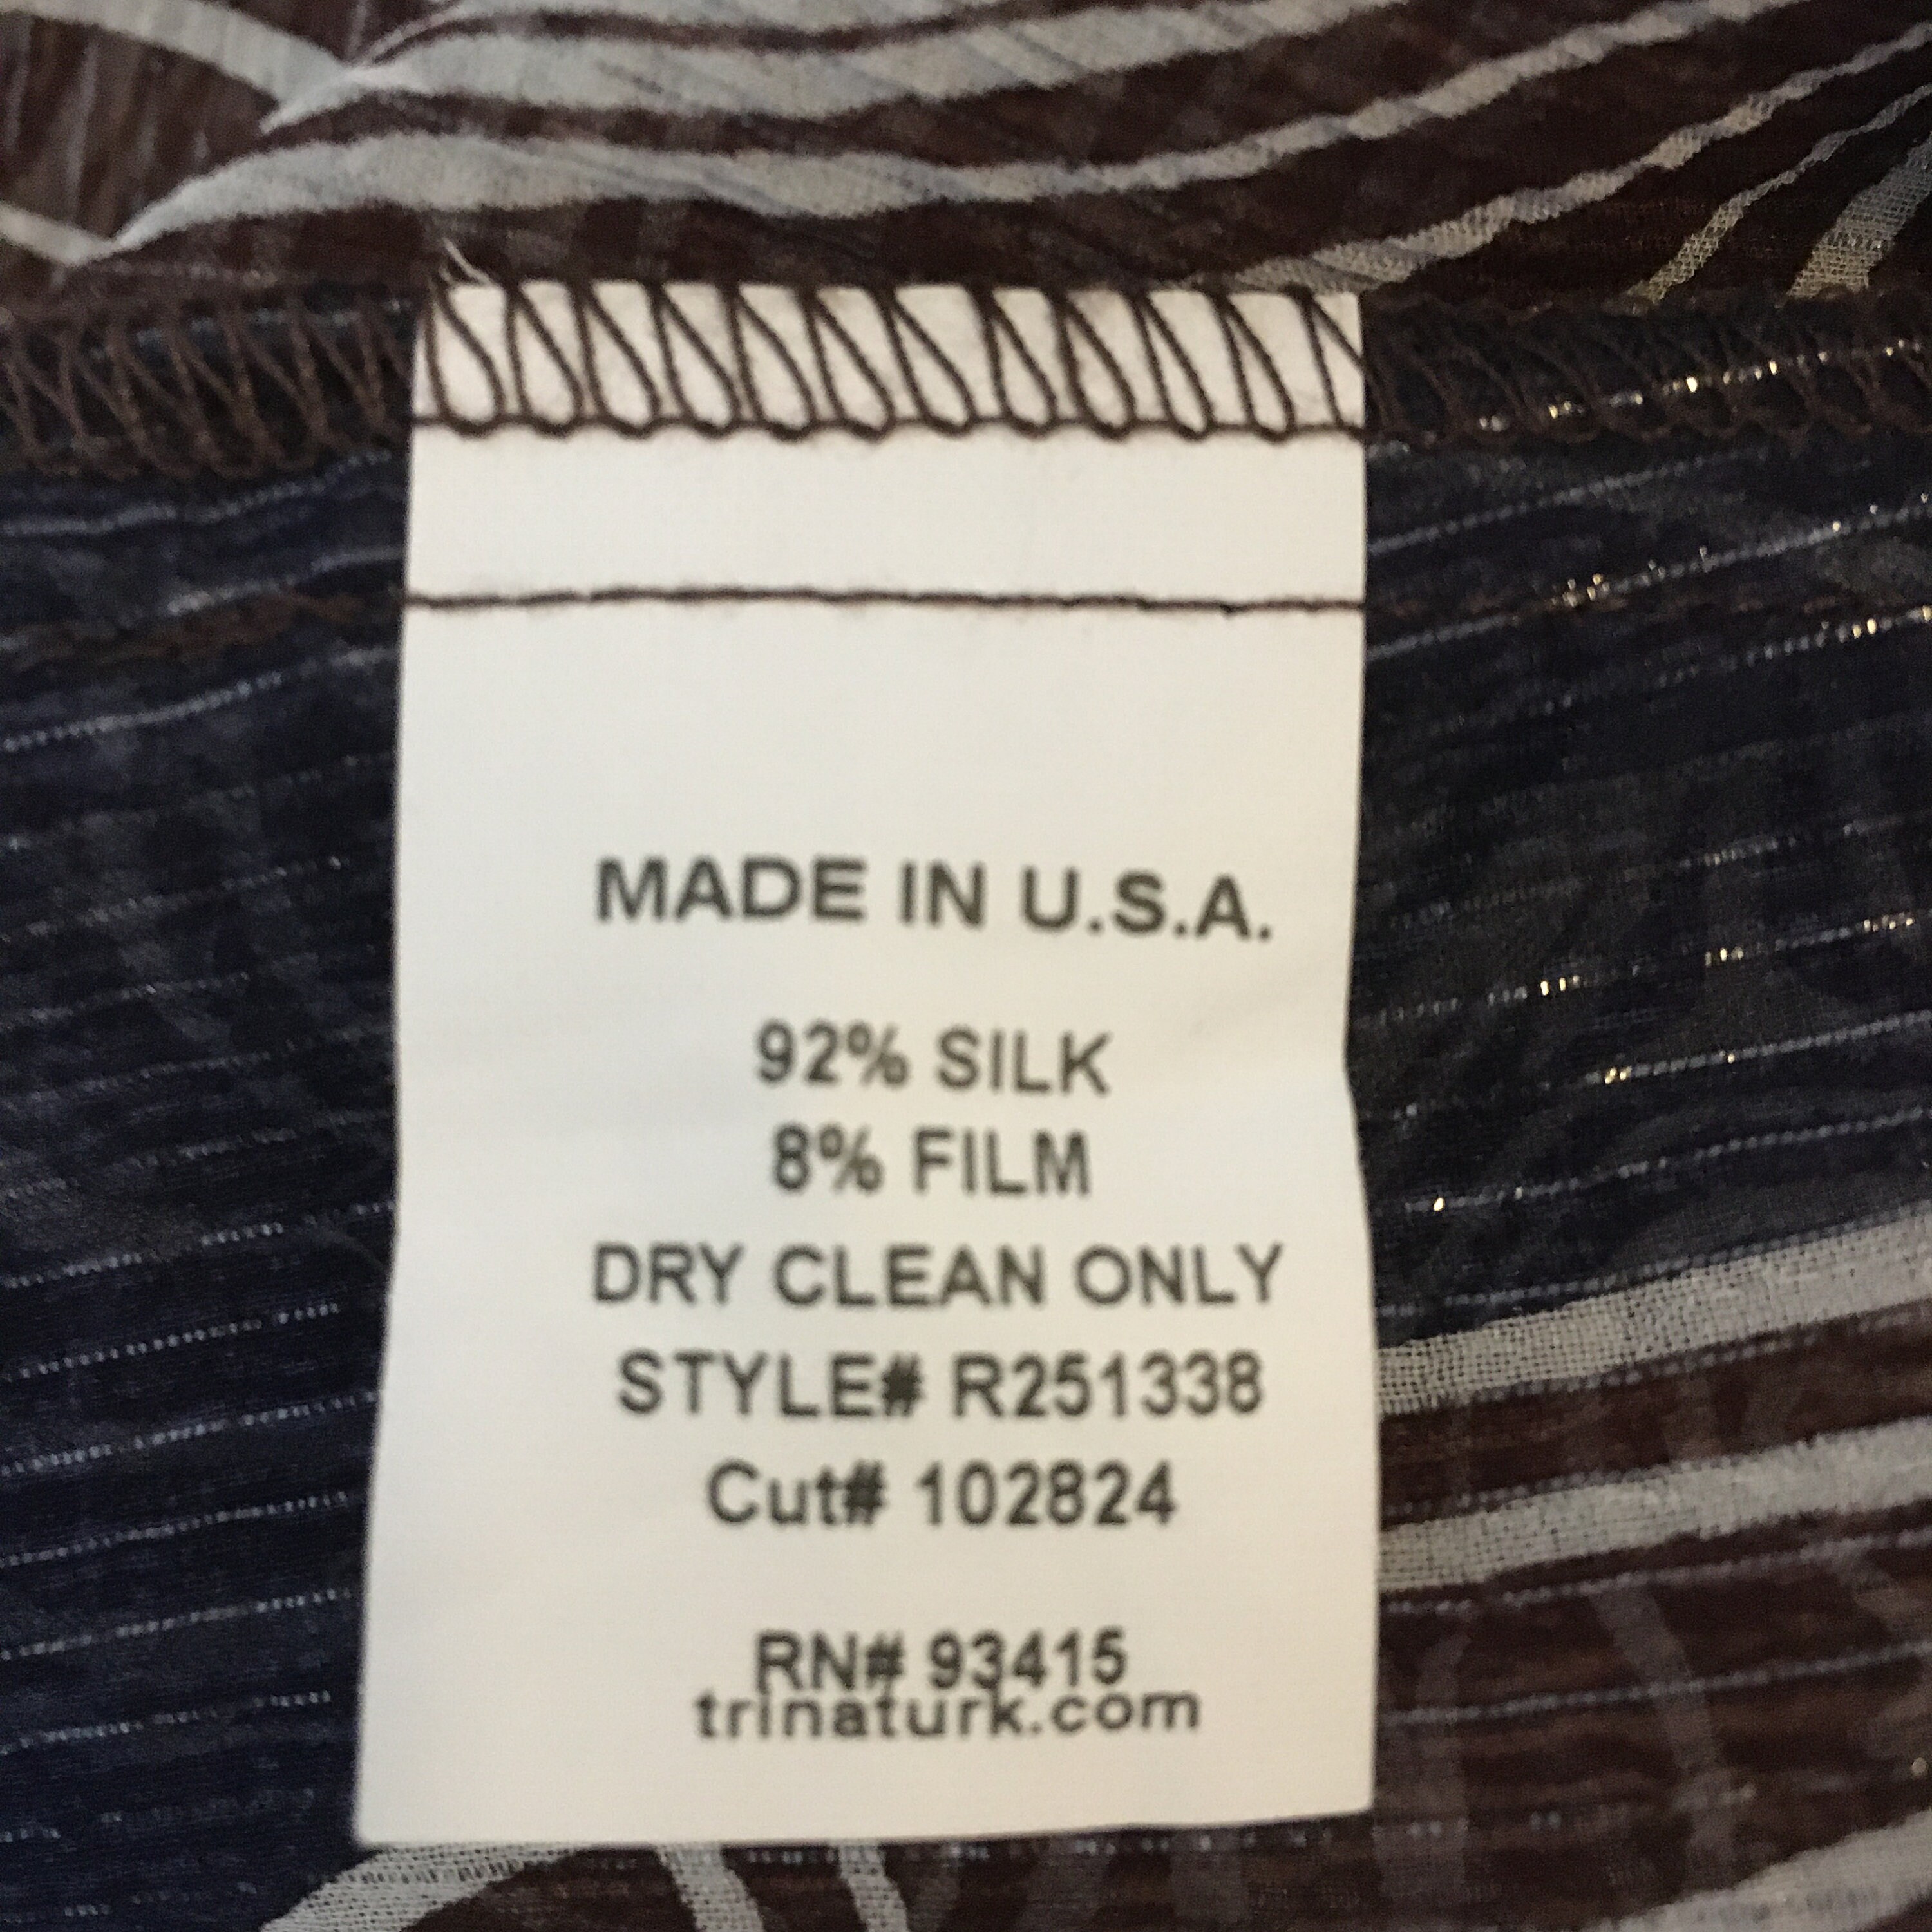 MADE IN U.S.A.
92% SILK
8% FILM
DRY CLEAN ONLY
STYLE# R251338
Cut# 102824
RN# 93415
trinaturk.com